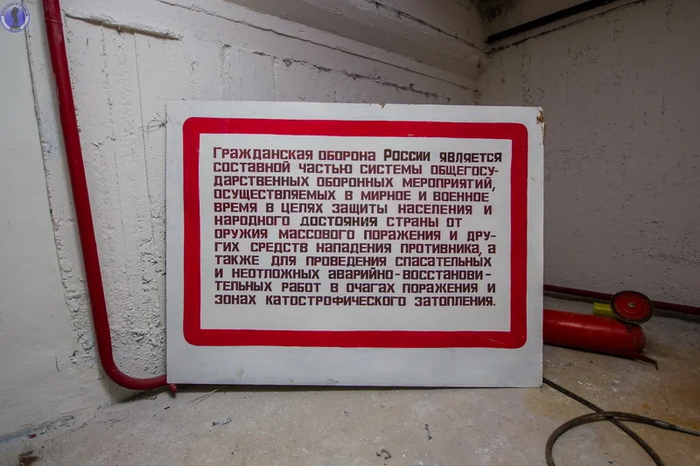 Гражданская оборона России является
составной частью системы общегосу-
дарственных оборонных мероприятий,
осуществляемых в мирное и военное
время в целях защиты населения и
народного достояния страны от
оружия массового поражения и дру-
гих средств нападения противника, а
также для проведения спасательных
и неотложных аварийно-восстанови-
тельных работ в очагах поражения и
зонах катострофического затопления.